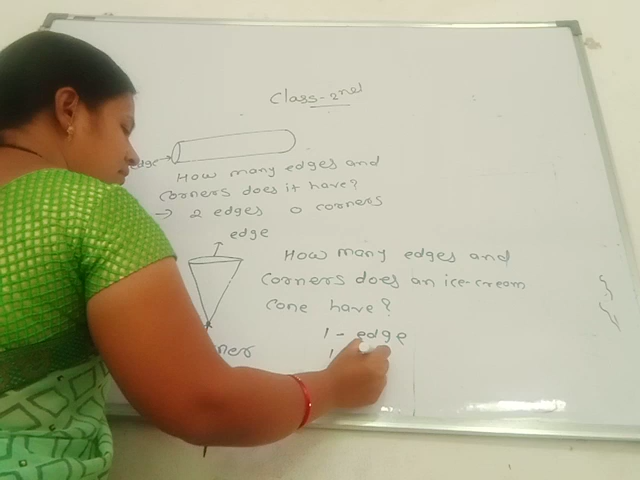 Class-2nd
edge
How many edges and
corners does it have?
→ 2 edges 0 corners
edge
How many edges and
corners does an ice-cream
cone have?
1 - edge
1